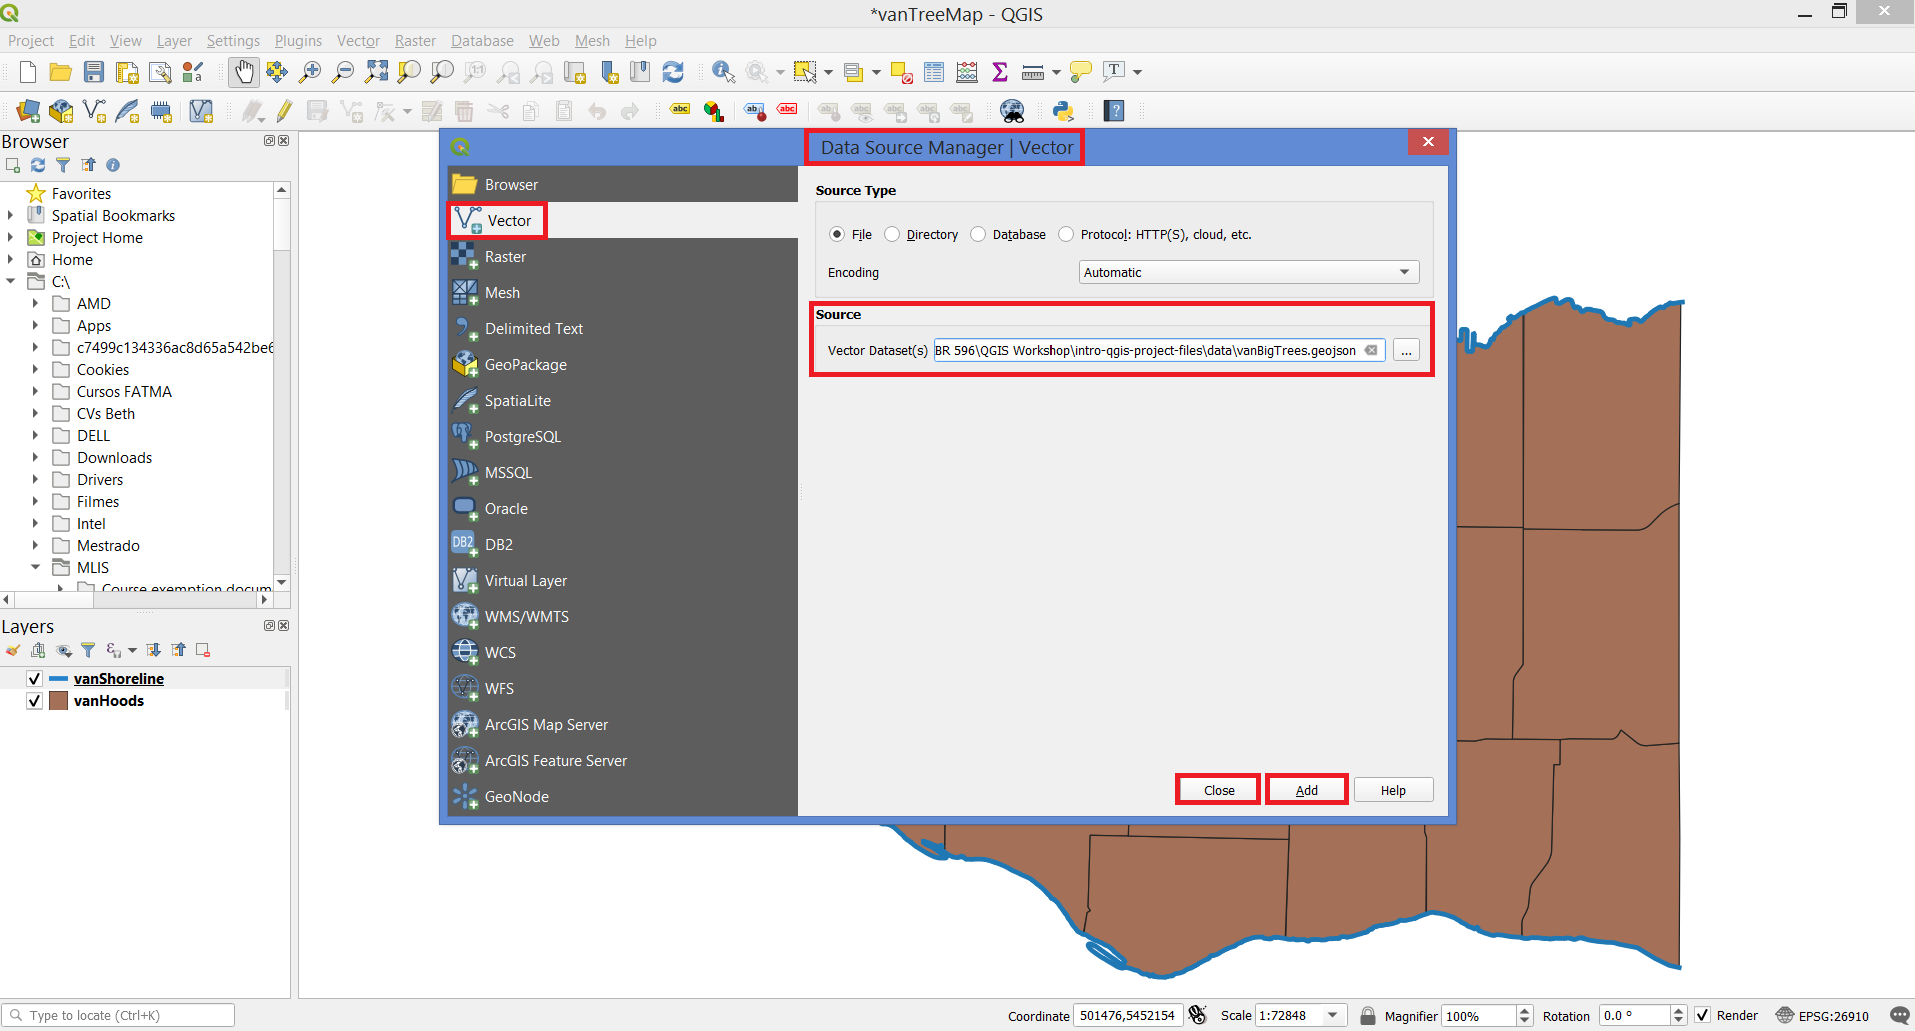 *vanTreeMap - QGIS
Project Edit View Layer Settings Plugins Vector Raster Database Web Mesh Help
Browser
Favorites
Spatial Bookmarks
Project Home
Home
C:\
AMD
Apps
c7499c134336ac8d65a542be6
Cookies
Cursos FATMA
CVs Beth
DELL
Downloads
Drivers
Filmes
Intel
Mestrado
MLIS
Course exemption docum
Layers
vanShoreline
vanHoods
Data Source Manager | Vector
Browser
Vector
Raster
Mesh
Delimited Text
GeoPackage
SpatiaLite
PostgreSQL
MSSQL
Oracle
DB2
DB2
Virtual Layer
WMS/WMTS
WCS
WFS
ArcGIS Map Server
ArcGIS Feature Server
GeoNode
Source Type
File Directory Database Protocol: HTTP(S), cloud, etc.
Encoding Automatic
Source
Vector Dataset(s) BR 596\QGIS Workshop\intro-qgis-project-files\data\vanBigTrees.geojson ...
Close Add Help
Type to locate (Ctrl+K)
Coordinate 501476,5452154 Scale 1:72848 Magnifier 100% Rotation 0.0 ° Render EPSG:26910